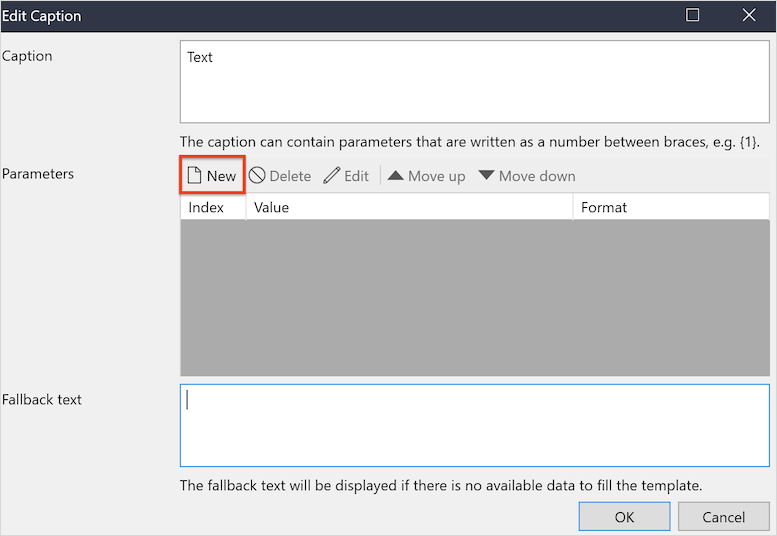 Edit Caption
Caption
Text
The caption can contain parameters that are written as a number between braces, e.g. {1}.
Parameters
New Delete Edit Move up Move down
Index Value Format
Fallback text
The fallback text will be displayed if there is no available data to fill the template.
OK Cancel